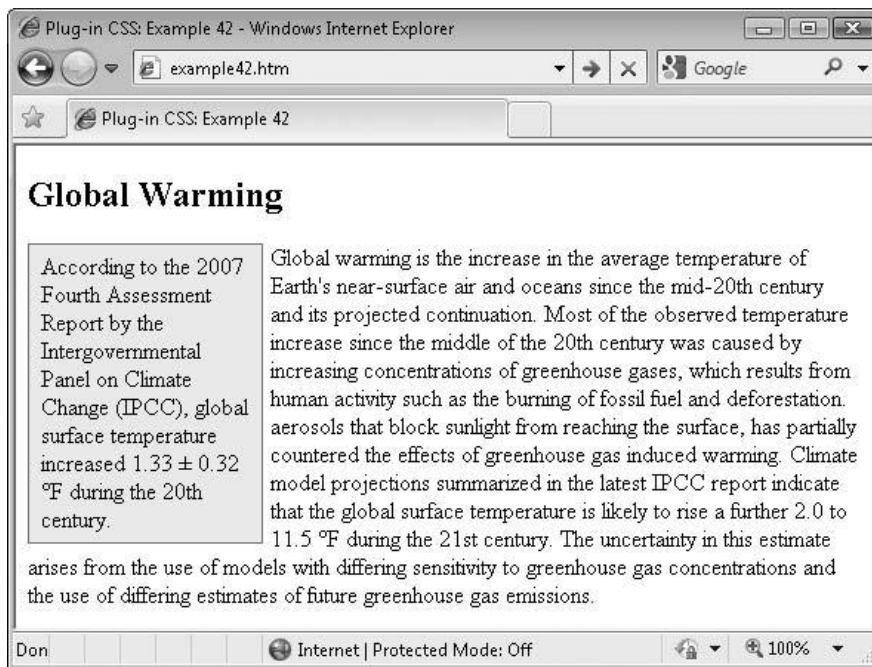 Plug-in CSS: Example 42 - Windows Internet Explorer
example42.htm
Google
Plug-in CSS: Example 42
Global Warming
According to the 2007
Fourth Assessment
Report by the
Intergovernmental
Panel on Climate
Change (IPCC), global
surface temperature
increased 1.33 ± 0.32
°F during the 20th
century.
Global warming is the increase in the average temperature of
Earth's near-surface air and oceans since the mid-20th century
and its projected continuation. Most of the observed temperature
increase since the middle of the 20th century was caused by
increasing concentrations of greenhouse gases, which results from
human activity such as the burning of fossil fuel and deforestation.
aerosols that block sunlight from reaching the surface, has partially
countered the effects of greenhouse gas induced warming. Climate
model projections summarized in the latest IPCC report indicate
that the global surface temperature is likely to rise a further 2.0 to
11.5 °F during the 21st century. The uncertainty in this estimate
arises from the use of models with differing sensitivity to greenhouse gas concentrations and
the use of differing estimates of future greenhouse gas emissions.
Don
Internet | Protected Mode: Off
100%